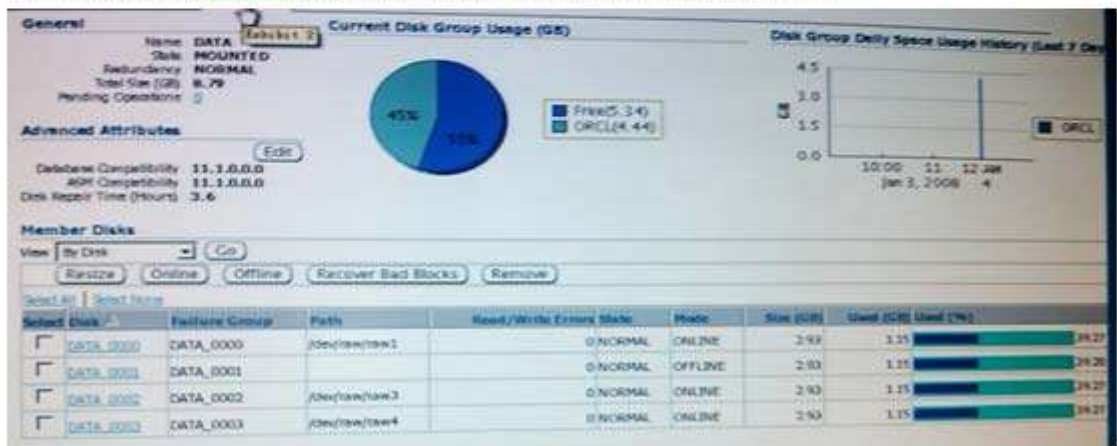 General
Exhibit 2
Name DATA
State MOUNTED
Redundancy NORMAL
Total Size (GB) 8.79
Pending Operations 0
Advanced Attributes
Edit
Database Compatibility 11.1.0.0.0
ASM Compatibility 11.1.0.0.0
Disk Repair Time (Hours) 3.6
Current Disk Group Usage (GB)
45%
55%
Free(5.34)
ORCL(4.44)
Disk Group Daily Space Usage History (Last 7 Day
4.5
3.0
1.5
0.0
GB
10:00 11 12 AM
Jan 3, 2008 4
ORCL
Member Disks
View By Disk Go
Resize Online Offline Recover Bad Blocks Remove
Select All Select None
Select Disk Failure Group Path Read/Write Errors State Mode Size (GB) Used (GB) Used (%)
DATA_0000 DATA_0000 /dev/raw/raw1 0 NORMAL ONLINE 2.93 1.15
DATA_0001 DATA_0001 0 NORMAL OFFLINE 2.93 1.15
DATA_0002 DATA_0002 /dev/raw/raw3 0 NORMAL ONLINE 2.93 1.15
DATA_0003 DATA_0003 /dev/raw/raw4 0 NORMAL ONLINE 2.93 1.15